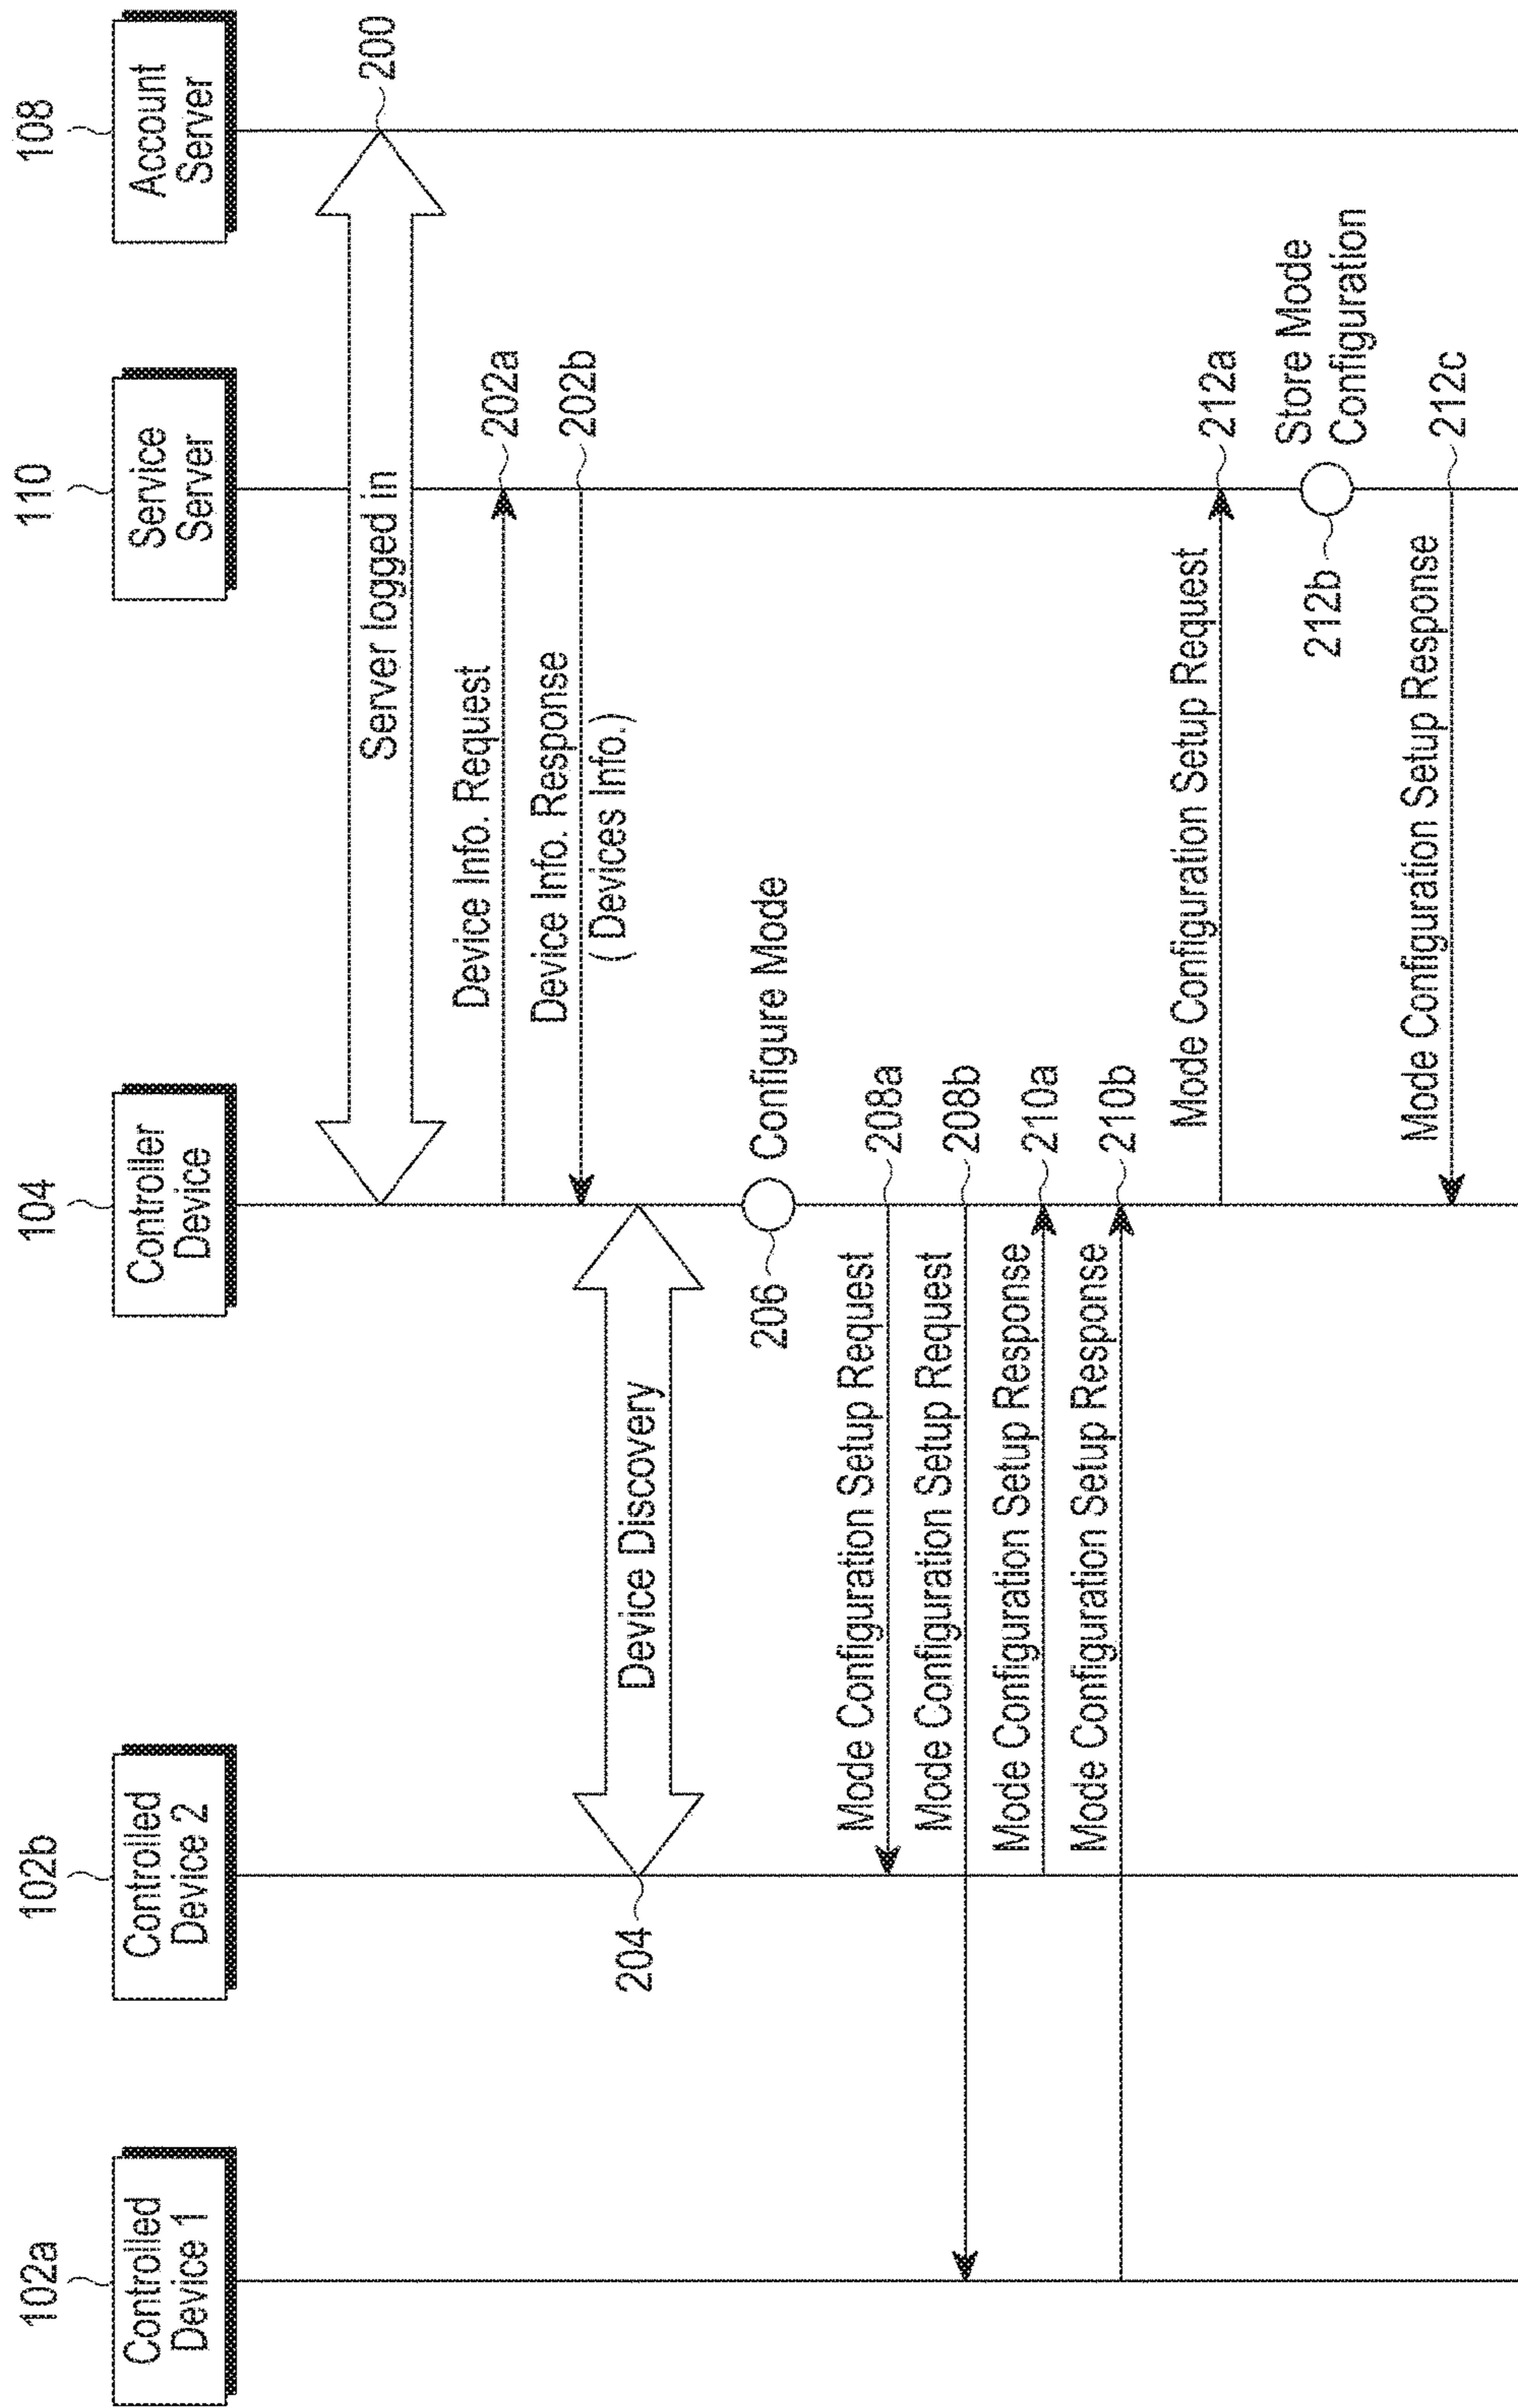 102a
102b
104
110
108
Controlled
Device 1
Controlled
Device 2
Controller
Device
Service
Server
Account
Server
Server logged in
200
Device Info. Request
202a
Device Info. Response
202b
( Devices Info.)
Device Discovery
204
206
Configure Mode
Mode Configuration Setup Request
208a
Mode Configuration Setup Request
208b
Mode Configuration Setup Response
210a
Mode Configuration Setup Response
210b
Mode Configuration Setup Request
212a
212b
Store Mode
Configuration
Mode Configuration Setup Response
212c